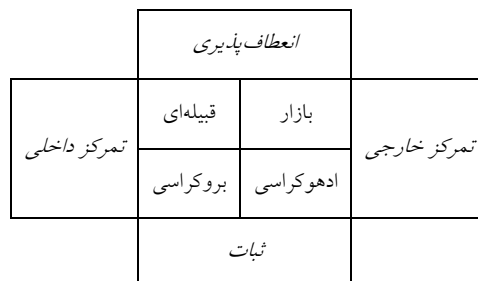 انعطاف‌پذیری
تمرکز خارجی
بازار
قبیله‌ای
تمرکز داخلی
ادهوکراسی
بروکراسی
ثبات